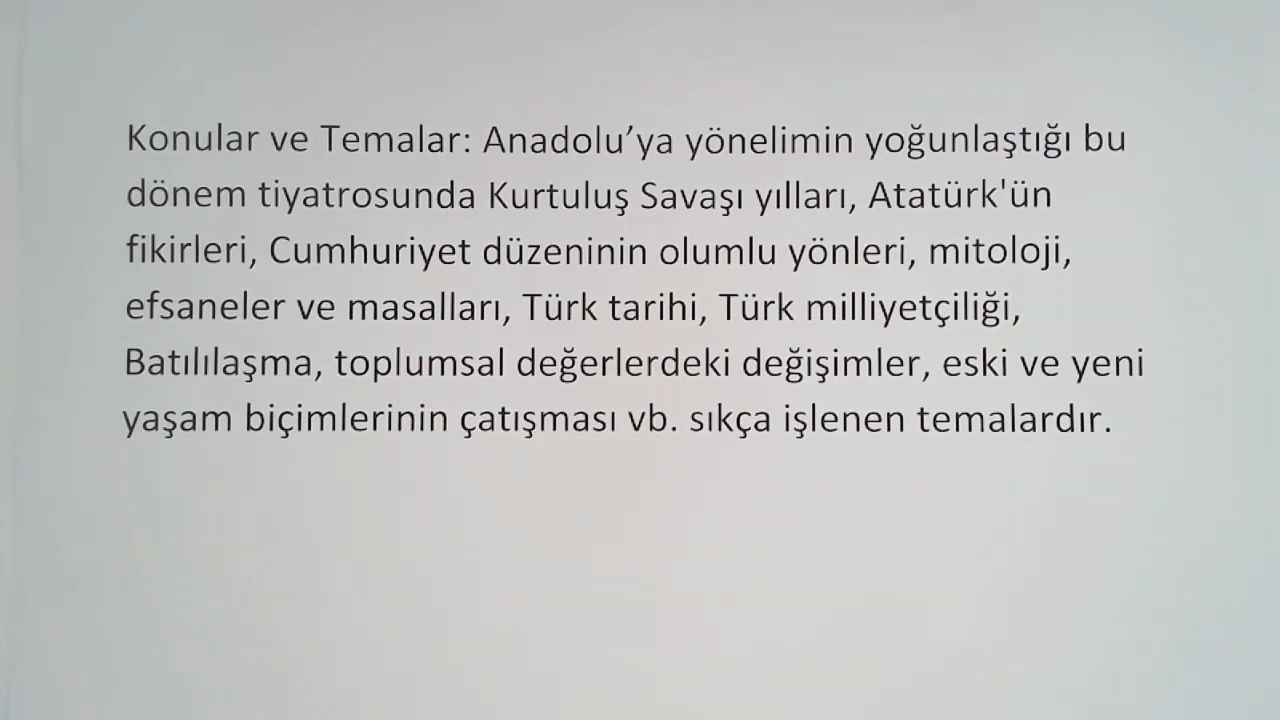 Konular ve Temalar: Anadolu’ya yönelimin yoğunlaştığı bu
dönem tiyatrosunda Kurtuluş Savaşı yılları, Atatürk'ün
fikirleri, Cumhuriyet düzeninin olumlu yönleri, mitoloji,
efsaneler ve masalları, Türk tarihi, Türk milliyetçiliği,
Batılılaşma, toplumsal değerlerdeki değişimler, eski ve yeni
yaşam biçimlerinin çatışması vb. sıkça işlenen temalardır.